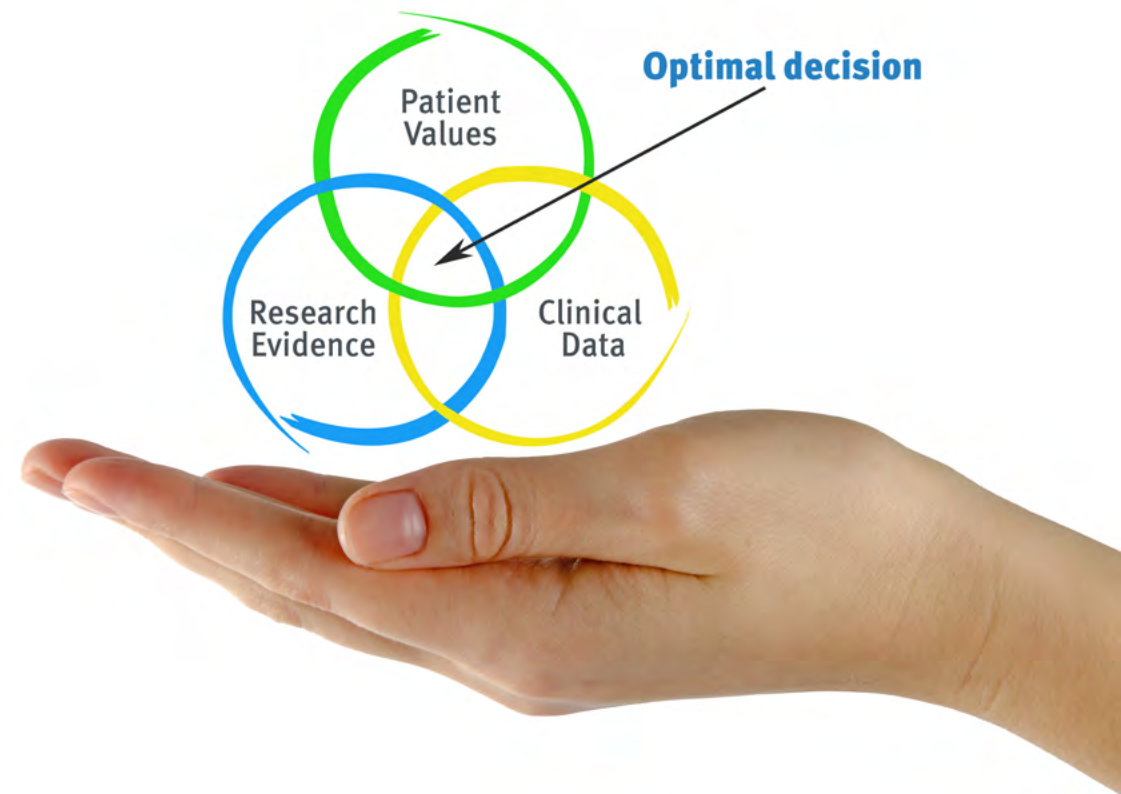 Optimal decision
Patient
Values
Research
Evidence
Clinical
Data